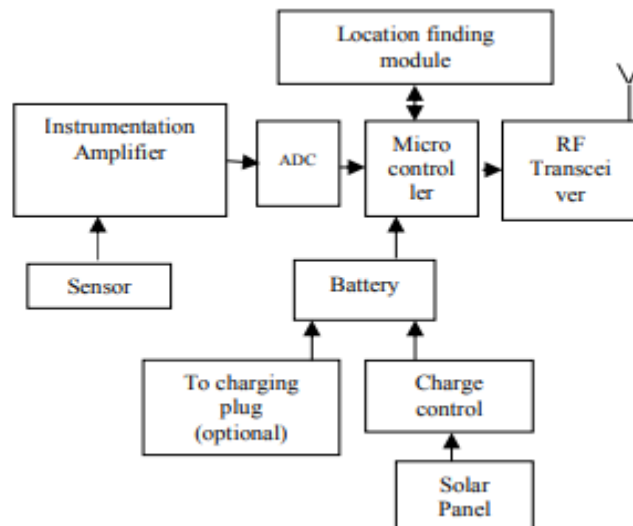 Location finding
module
Instrumentation
Amplifier
ADC
Micro
control
ler
RF
Transcei
ver
Sensor
Battery
To charging
plug
(optional)
Charge
control
Solar
Panel